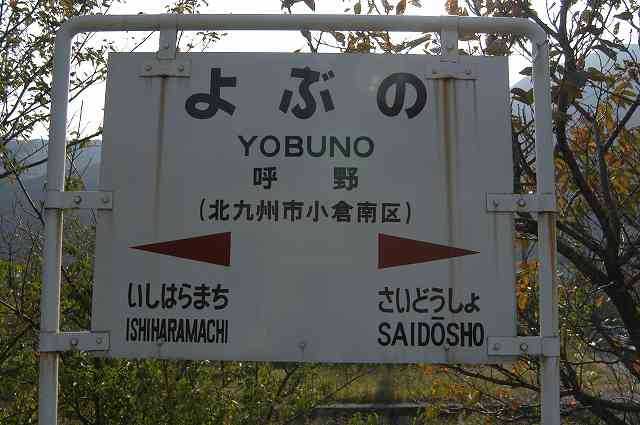 よぶの
YOBUNO
呼野
(北九州市小倉南区)
いしはらまち さいどうしょ
ISHIHARAMACHI SAIDŌSHO